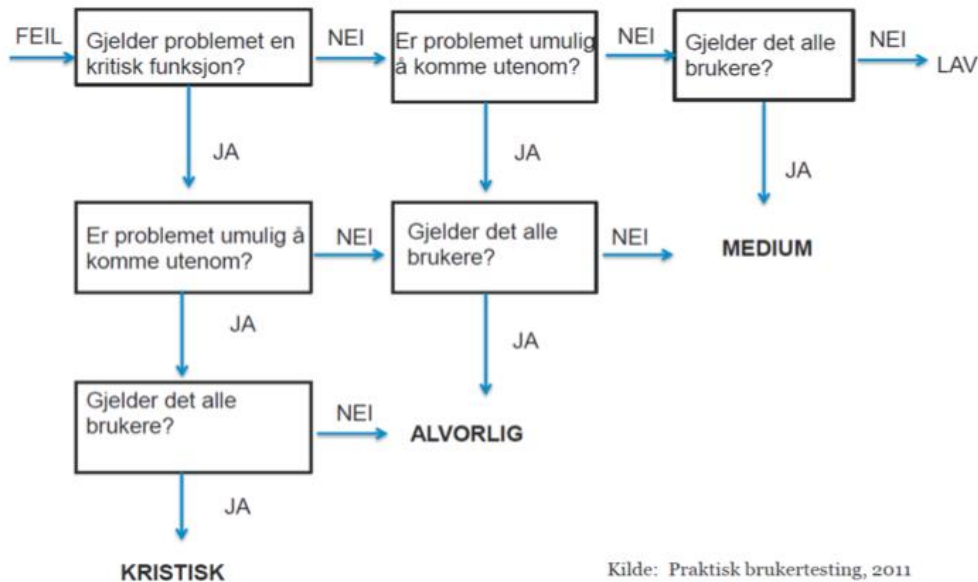 FEIL
Gjelder problemet en
kritisk funksjon?
NEI
Er problemet umulig
å komme utenom?
NEI
Gjelder det alle
brukere?
NEI
LAV
JA
JA
JA
Er problemet umulig å
komme utenom?
NEI
Gjelder det alle
brukere?
NEI
MEDIUM
JA
JA
Gjelder det alle
brukere?
NEI
ALVORLIG
JA
KRISTISK
Kilde: Praktisk brukertesting, 2011